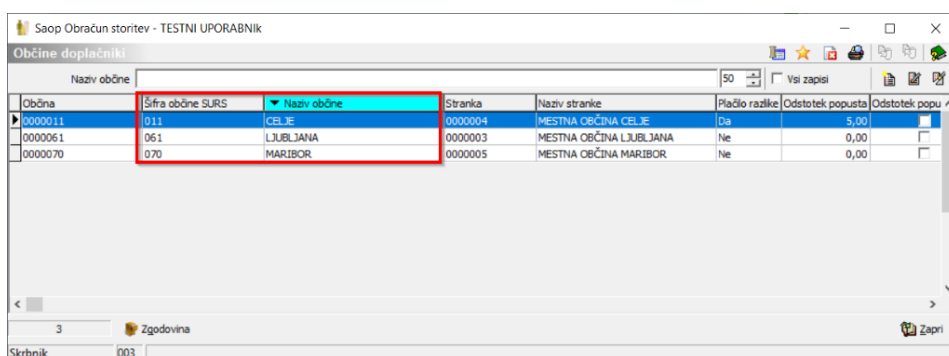 Saop Obračun storitev - TESTNI UPORABNIk
Občine doplačniki
Naziv občine 50 Vsi zapisi
Občina Šifra občine SURS Naziv občine Stranka Naziv stranke Plačilo razlike Odstotek popusta Odstotek popu
0000011 011 CELJE 0000004 MESTNA OBČINA CELJE Da 5,00
0000061 061 LJUBLJANA 0000003 MESTNA OBČINA LJUBLJANA Ne 0,00
0000070 070 MARIBOR 0000005 MESTNA OBČINA MARIBOR Ne 0,00
3 Zgodovina Zapri
Skrbnik 003